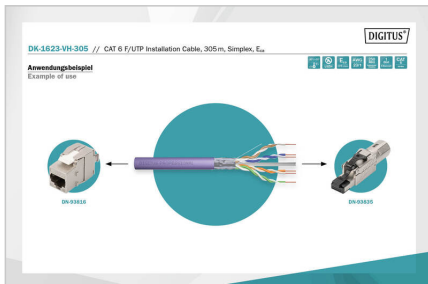 DIGITUS®
DK-1623-VH-305 // CAT 6 F/UTP Installation Cable, 305 m, Simplex, Eca
Anwendungsbeispiel
Example of use
DN-93616
DN-93635